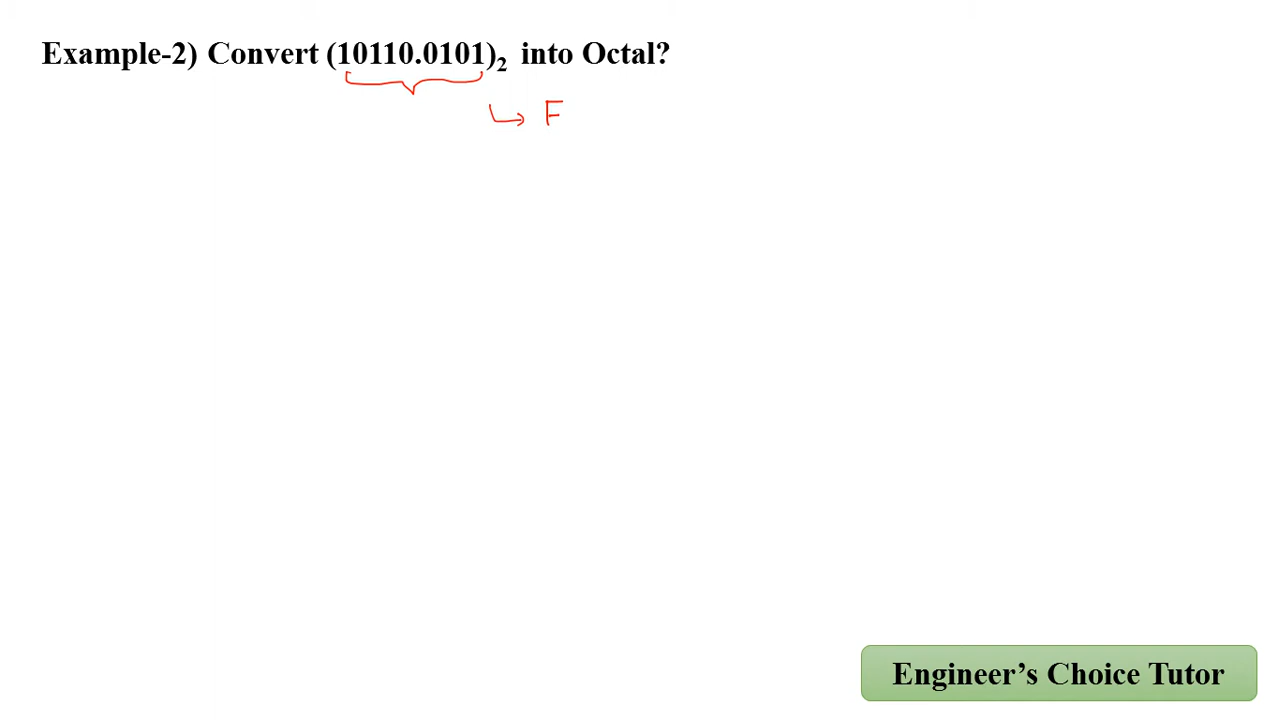 Example-2) Convert (10110.0101)₂ into Octal?
↳ F
Engineer’s Choice Tutor